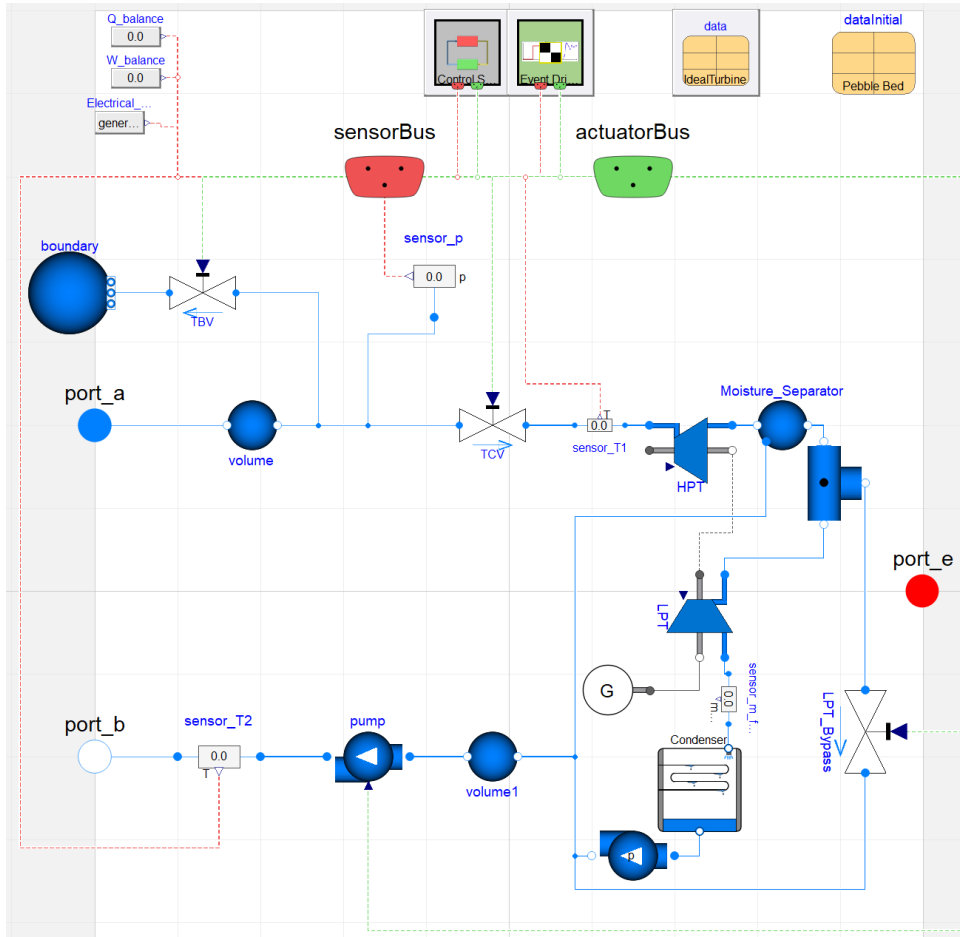 Q_balance
0.0
W_balance
0.0
Electrical_...
gener...
Control S...
Event Dri...
data
IdealTurbine
dataInitial
Pebble Bed
sensorBus
actuatorBus
boundary
TBV
sensor_p
0.0
p
port_a
volume
TCV
T
0.0
sensor_T1
HPT
Moisture_Separator
port_e
LPT
G
sensor_m_f...
0.0
m...
Condenser
LPT_Bypass
port_b
sensor_T2
0.0
T
pump
volume1
p